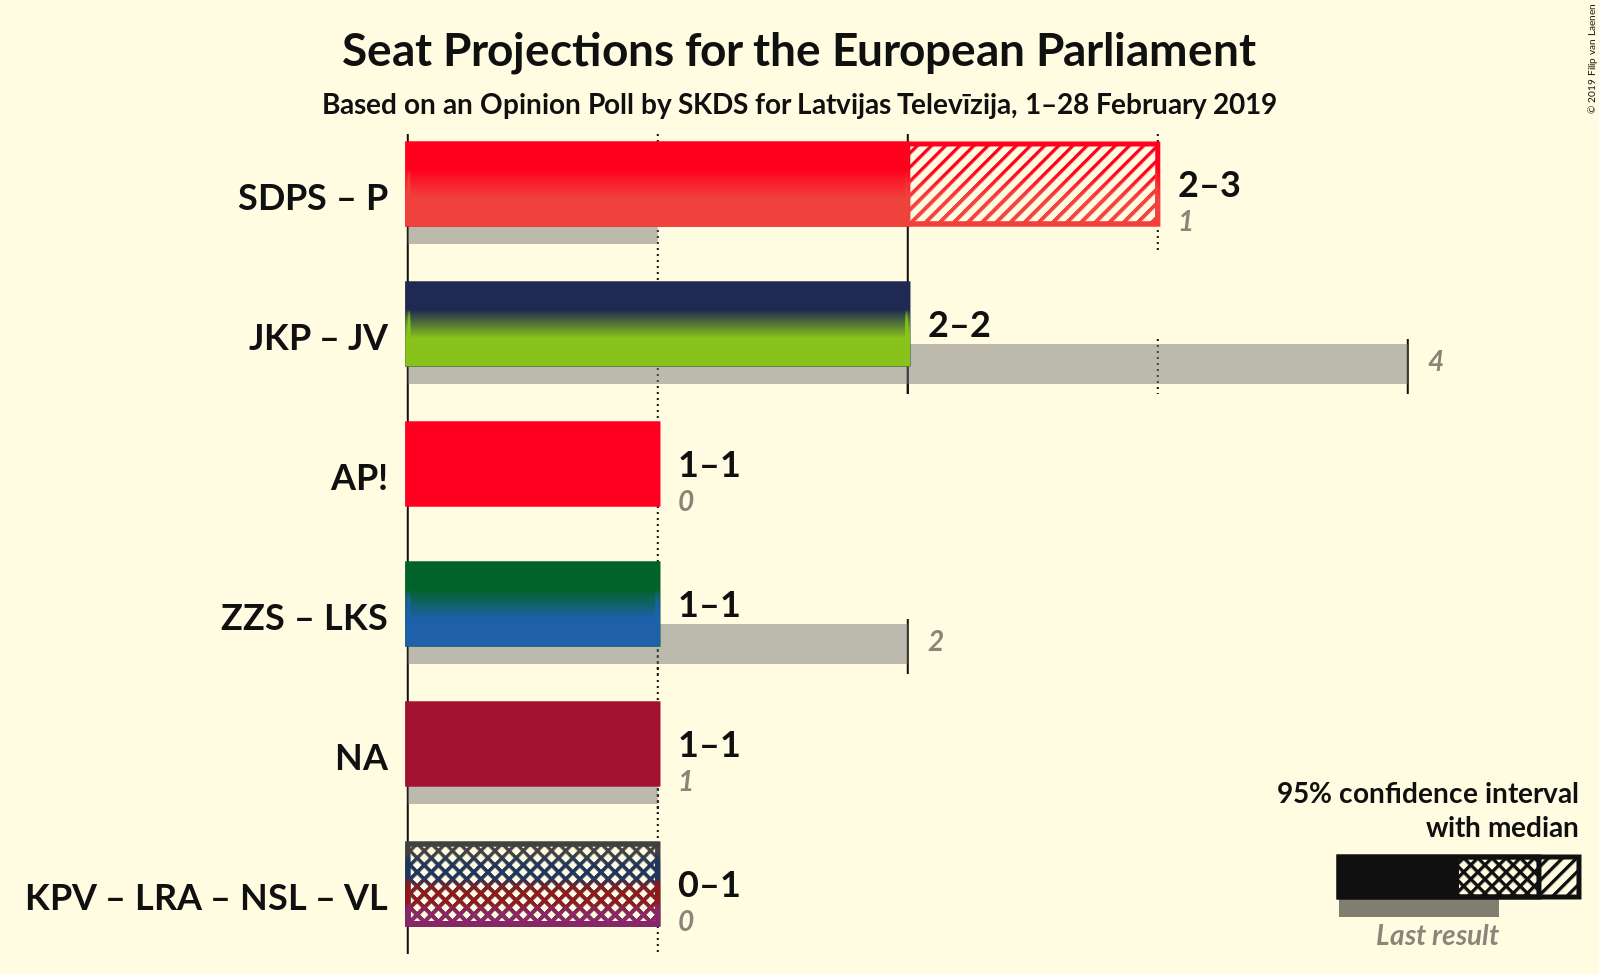 Seat Projections for the European Parliament
Based on an Opinion Poll by SKDS for Latvijas Televīzija, 1–28 February 2019
© 2019 Filip van Laenen
SDPS – P
2–3
1
JKP – JV
2–2
4
AP!
1–1
0
ZZS – LKS
1–1
2
NA
1–1
1
KPV – LRA – NSL – VL
0–1
0
95% confidence interval
with median
Last result